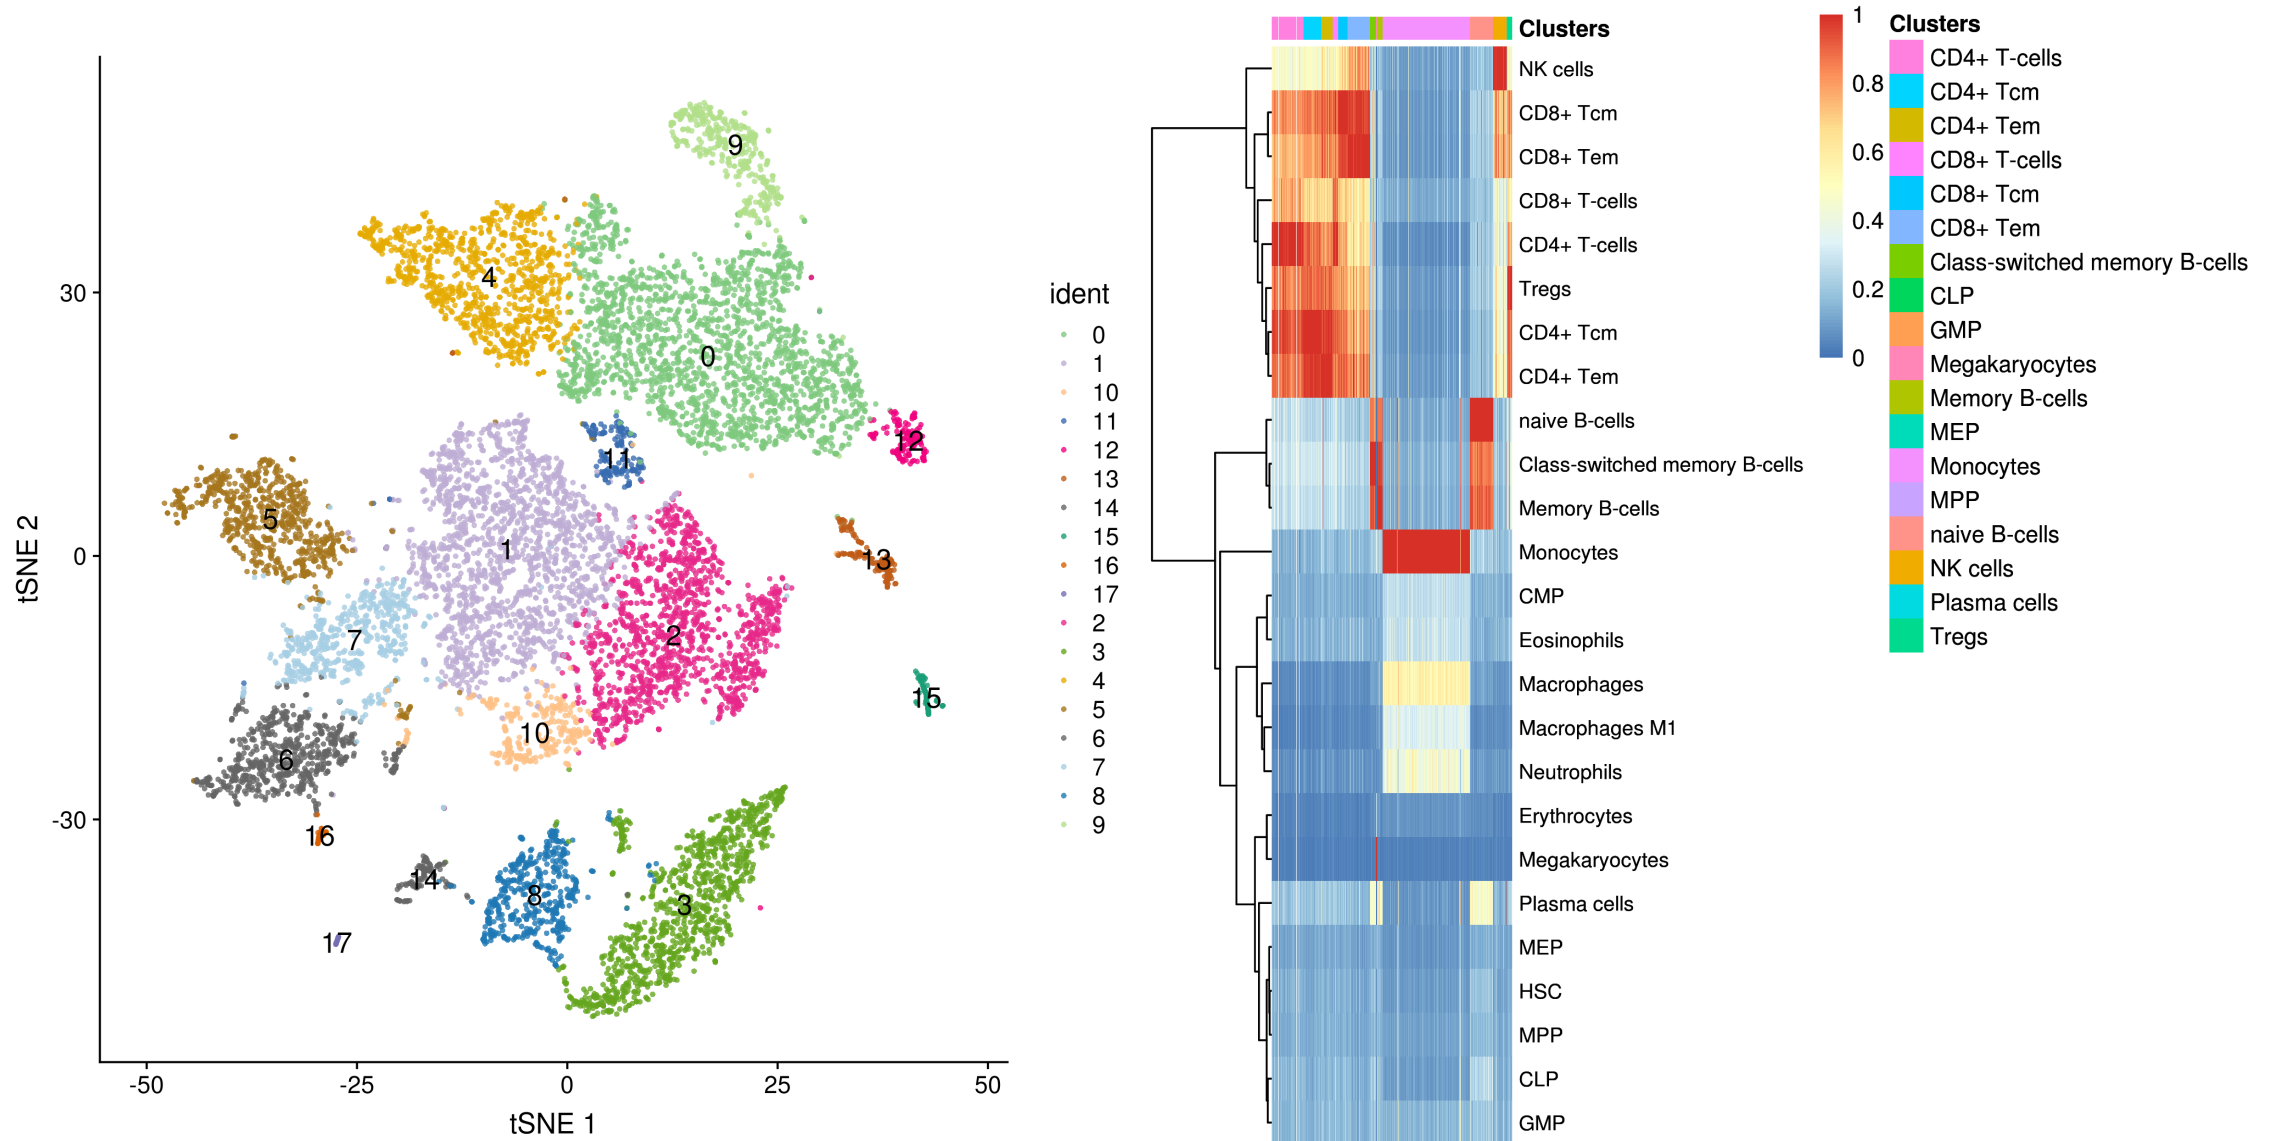 tSNE 2
30
0
-30
-50
-25
0
25
50
tSNE 1
9
4
0
12
11
5
1
13
7
2
15
10
6
16
14
8
3
17
ident
0
1
10
11
12
13
14
15
16
17
2
3
4
5
6
7
8
9
Clusters
NK cells
CD8+ Tcm
CD8+ Tem
CD8+ T-cells
CD4+ T-cells
Tregs
CD4+ Tcm
CD4+ Tem
naive B-cells
Class-switched memory B-cells
Memory B-cells
Monocytes
CMP
Eosinophils
Macrophages
Macrophages M1
Neutrophils
Erythrocytes
Megakaryocytes
Plasma cells
MEP
HSC
MPP
CLP
GMP
1
0.8
0.6
0.4
0.2
0
Clusters
CD4+ T-cells
CD4+ Tcm
CD4+ Tem
CD8+ T-cells
CD8+ Tcm
CD8+ Tem
Class-switched memory B-cells
CLP
GMP
Megakaryocytes
Memory B-cells
MEP
Monocytes
MPP
naive B-cells
NK cells
Plasma cells
Tregs